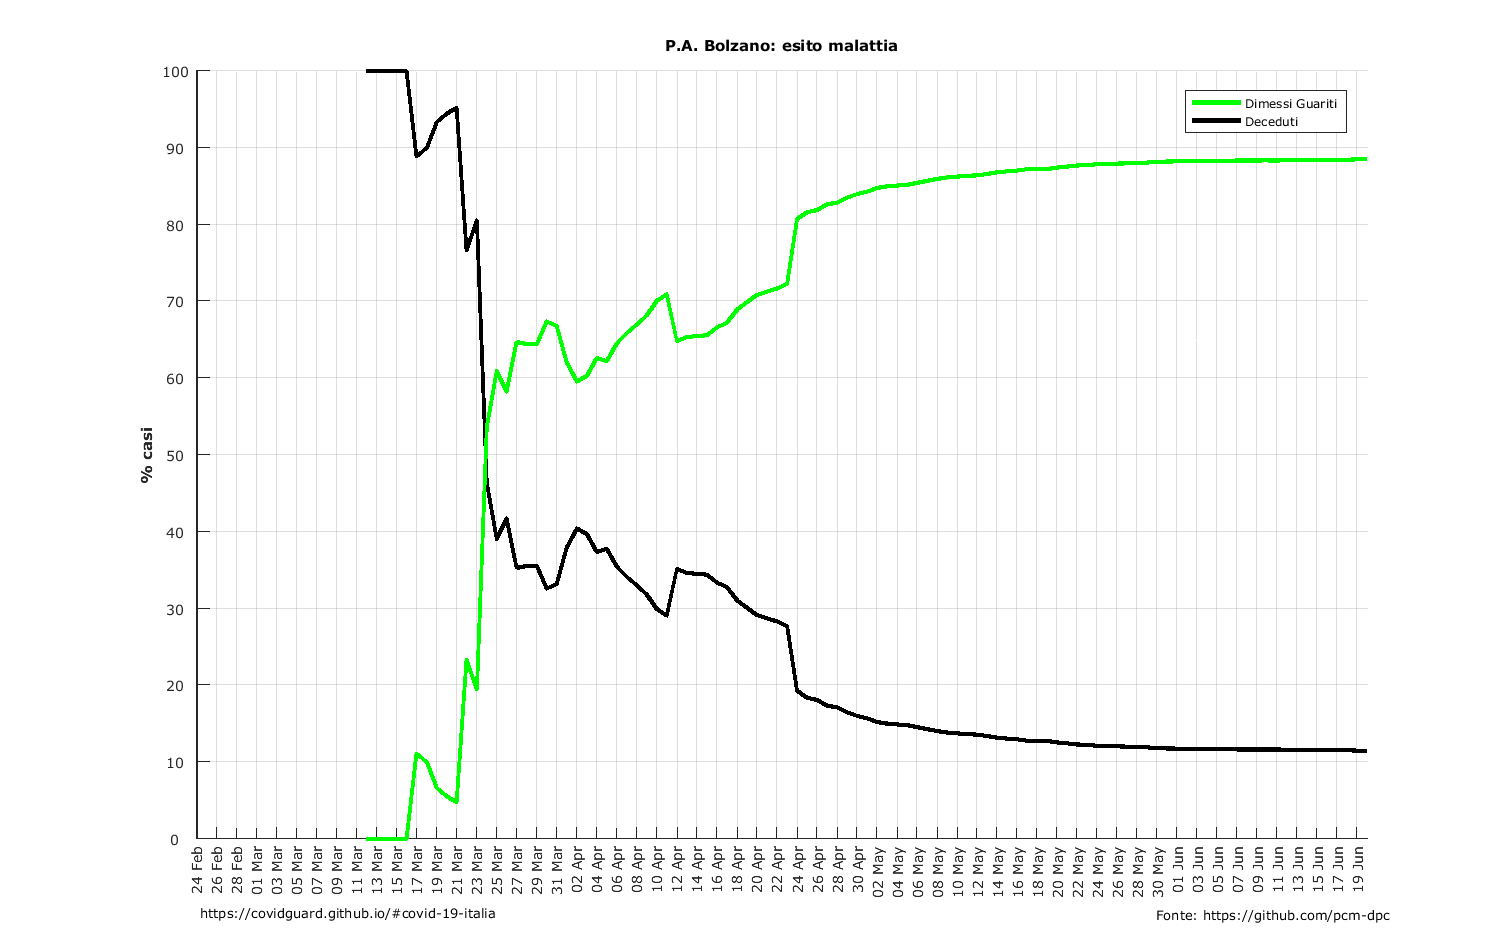 P.A. Bolzano: esito malattia
Dimessi Guariti
Deceduti
% casi
100
90
80
70
60
50
40
30
20
10
0
24 Feb
26 Feb
28 Feb
01 Mar
03 Mar
05 Mar
07 Mar
09 Mar
11 Mar
13 Mar
15 Mar
17 Mar
19 Mar
21 Mar
23 Mar
25 Mar
27 Mar
29 Mar
31 Mar
02 Apr
04 Apr
06 Apr
08 Apr
10 Apr
12 Apr
14 Apr
16 Apr
18 Apr
20 Apr
22 Apr
24 Apr
26 Apr
28 Apr
30 Apr
02 May
04 May
06 May
08 May
10 May
12 May
14 May
16 May
18 May
20 May
22 May
24 May
26 May
28 May
30 May
01 Jun
03 Jun
05 Jun
07 Jun
09 Jun
11 Jun
13 Jun
15 Jun
17 Jun
19 Jun
https://covidguard.github.io/#covid-19-italia
Fonte: https://github.com/pcm-dpc